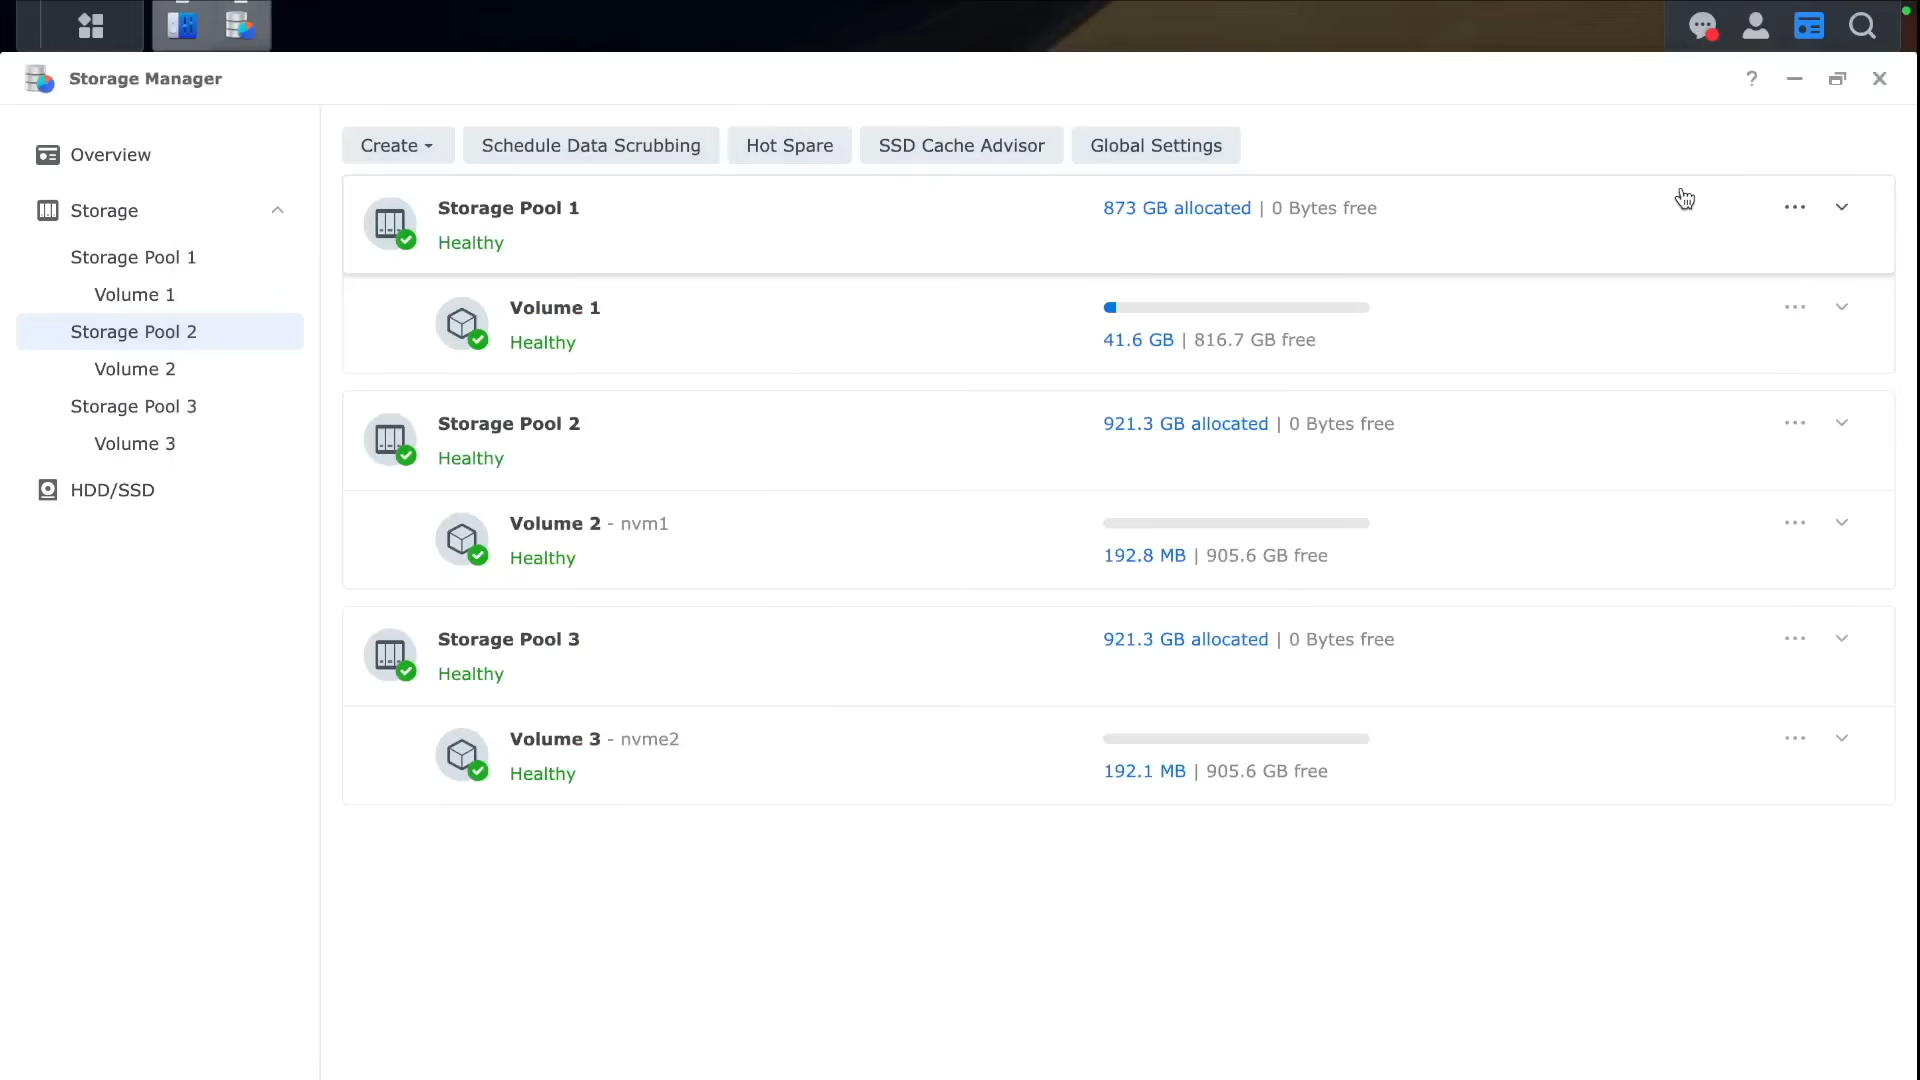 Storage Manager
?
Overview
Storage
Storage Pool 1
Volume 1
Storage Pool 2
Volume 2
Storage Pool 3
Volume 3
HDD/SSD
Create
Schedule Data Scrubbing
Hot Spare
SSD Cache Advisor
Global Settings
Storage Pool 1
873 GB allocated | 0 Bytes free
Healthy
Volume 1
Healthy
41.6 GB | 816.7 GB free
Storage Pool 2
921.3 GB allocated | 0 Bytes free
Healthy
Volume 2 - nvm1
Healthy
192.8 MB | 905.6 GB free
Storage Pool 3
921.3 GB allocated | 0 Bytes free
Healthy
Volume 3 - nvme2
Healthy
192.1 MB | 905.6 GB free